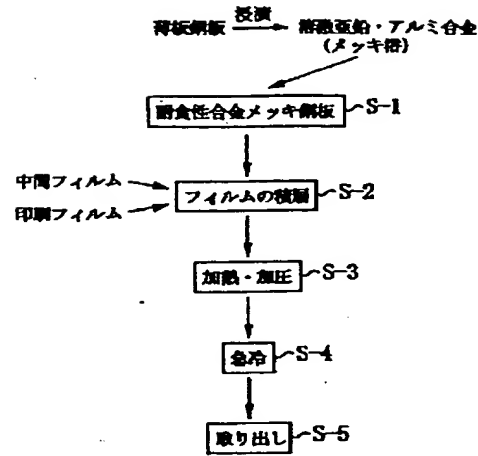 浸漬
薄板鋼飯 溶融亜鉛・アルミ合金
(メッキ浴)
耐食性合金メッキ鋼板 S-1
中間フィルム
フィルムの積層 S-2
印刷フィルム
加熱・加圧 S-3
急冷 S-4
取り出し S-5